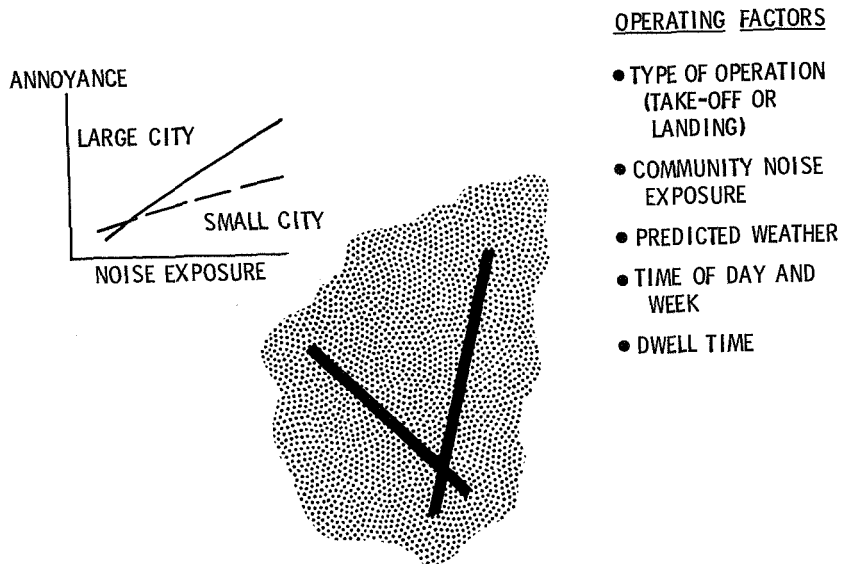 OPERATING FACTORS
ANNOYANCE
LARGE CITY
SMALL CITY
NOISE EXPOSURE
● TYPE OF OPERATION
(TAKE-OFF OR
LANDING)
● COMMUNITY NOISE
EXPOSURE
● PREDICTED WEATHER
● TIME OF DAY AND
WEEK
● DWELL TIME